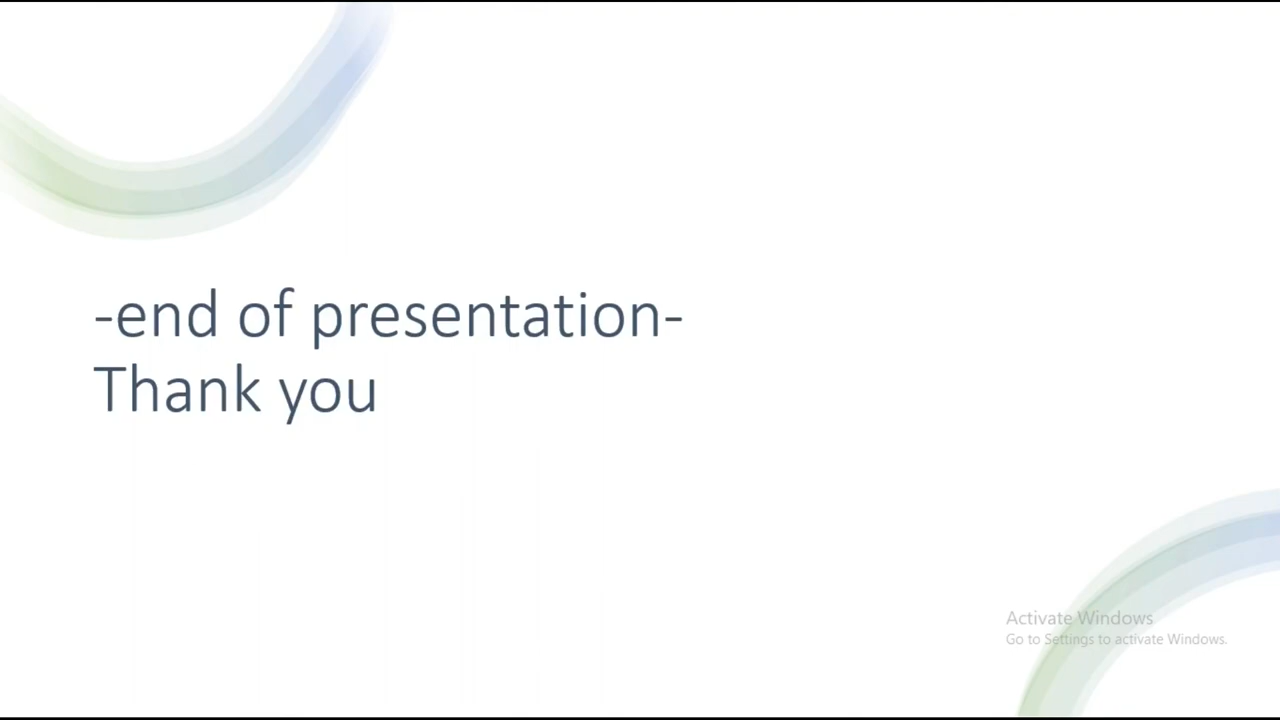 -end of presentation-
Thank you
Activate Windows
Go to Settings to activate Windows.